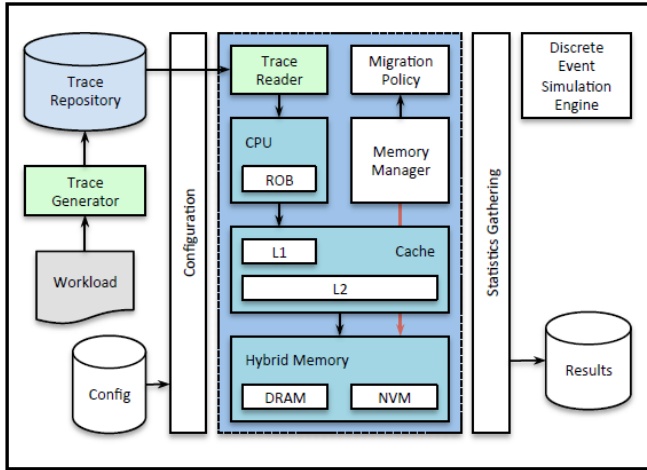 Trace
Repository
Trace
Generator
Workload
Config
Configuration
Trace
Reader
CPU
ROB
Migration
Policy
Memory
Manager
L1
Cache
L2
Hybrid Memory
DRAM
NVM
Statistics Gathering
Discrete
Event
Simulation
Engine
Results